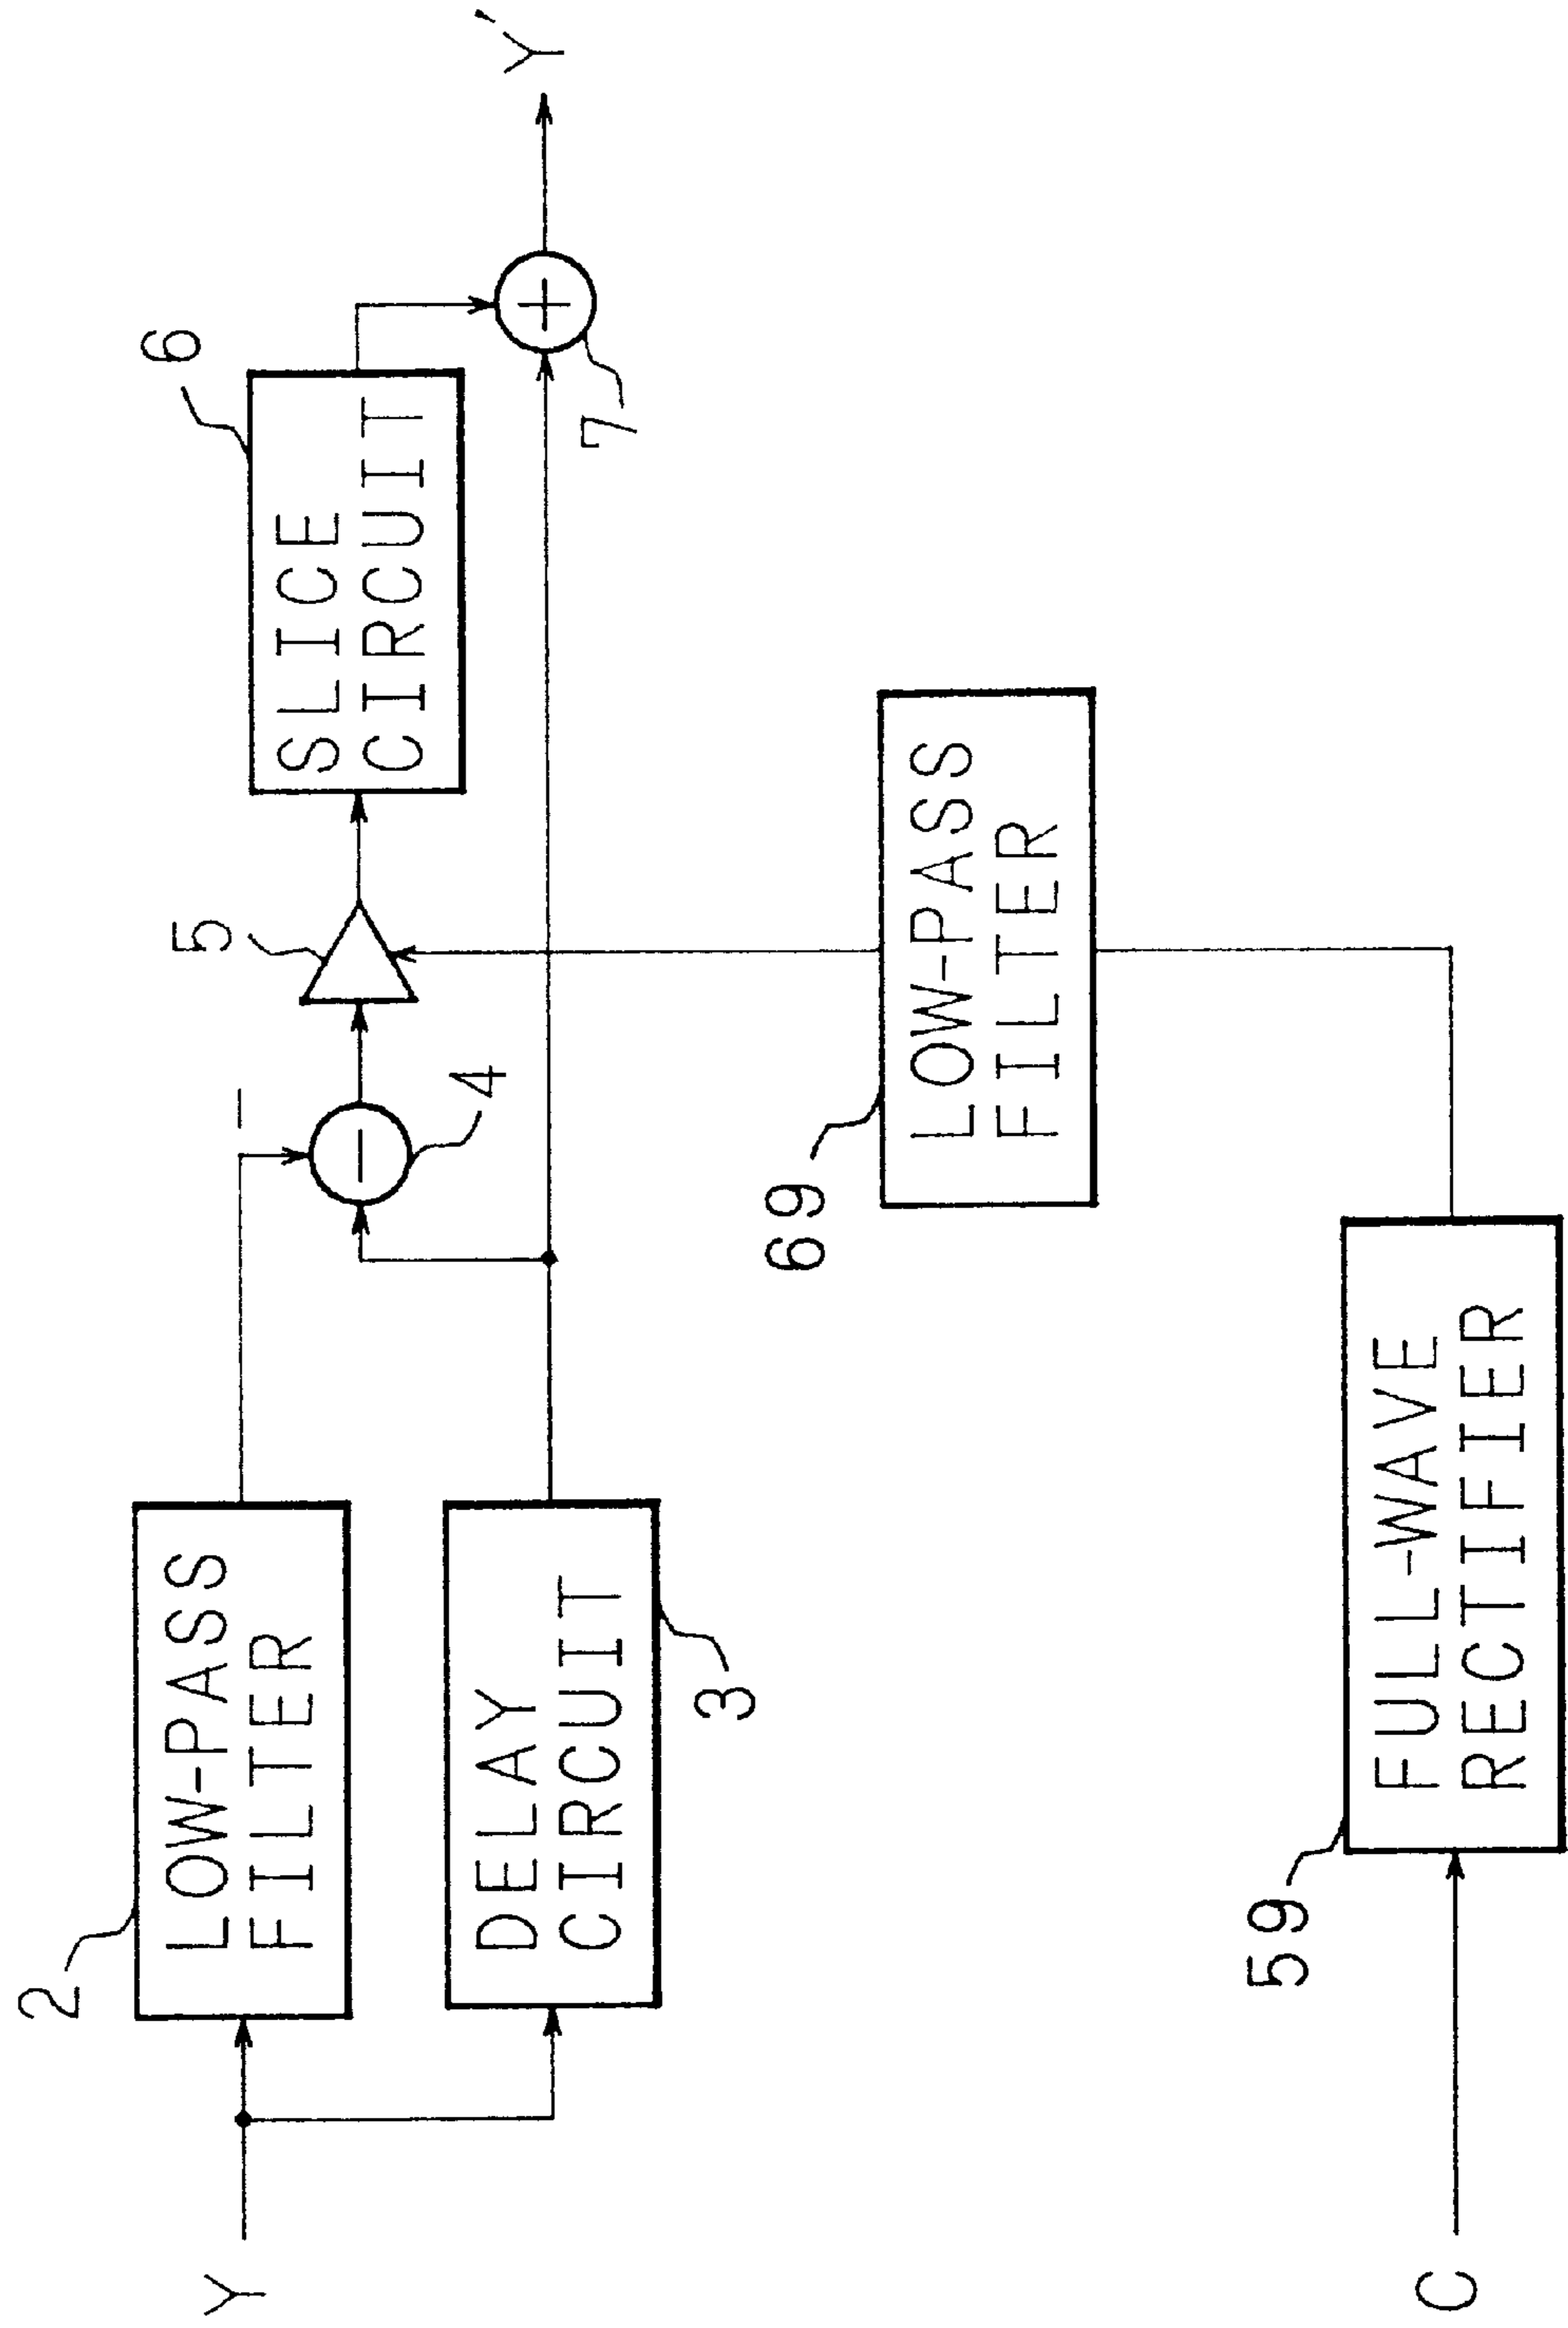 Y
2
LOW-PASS
FILTER
DELAY
CIRCUIT
3
−
−
4
5
SLICE
CIRCUIT
6
+
7
Y'
69
LOW-PASS
FILTER
C
59
FULL-WAVE
RECTIFIER